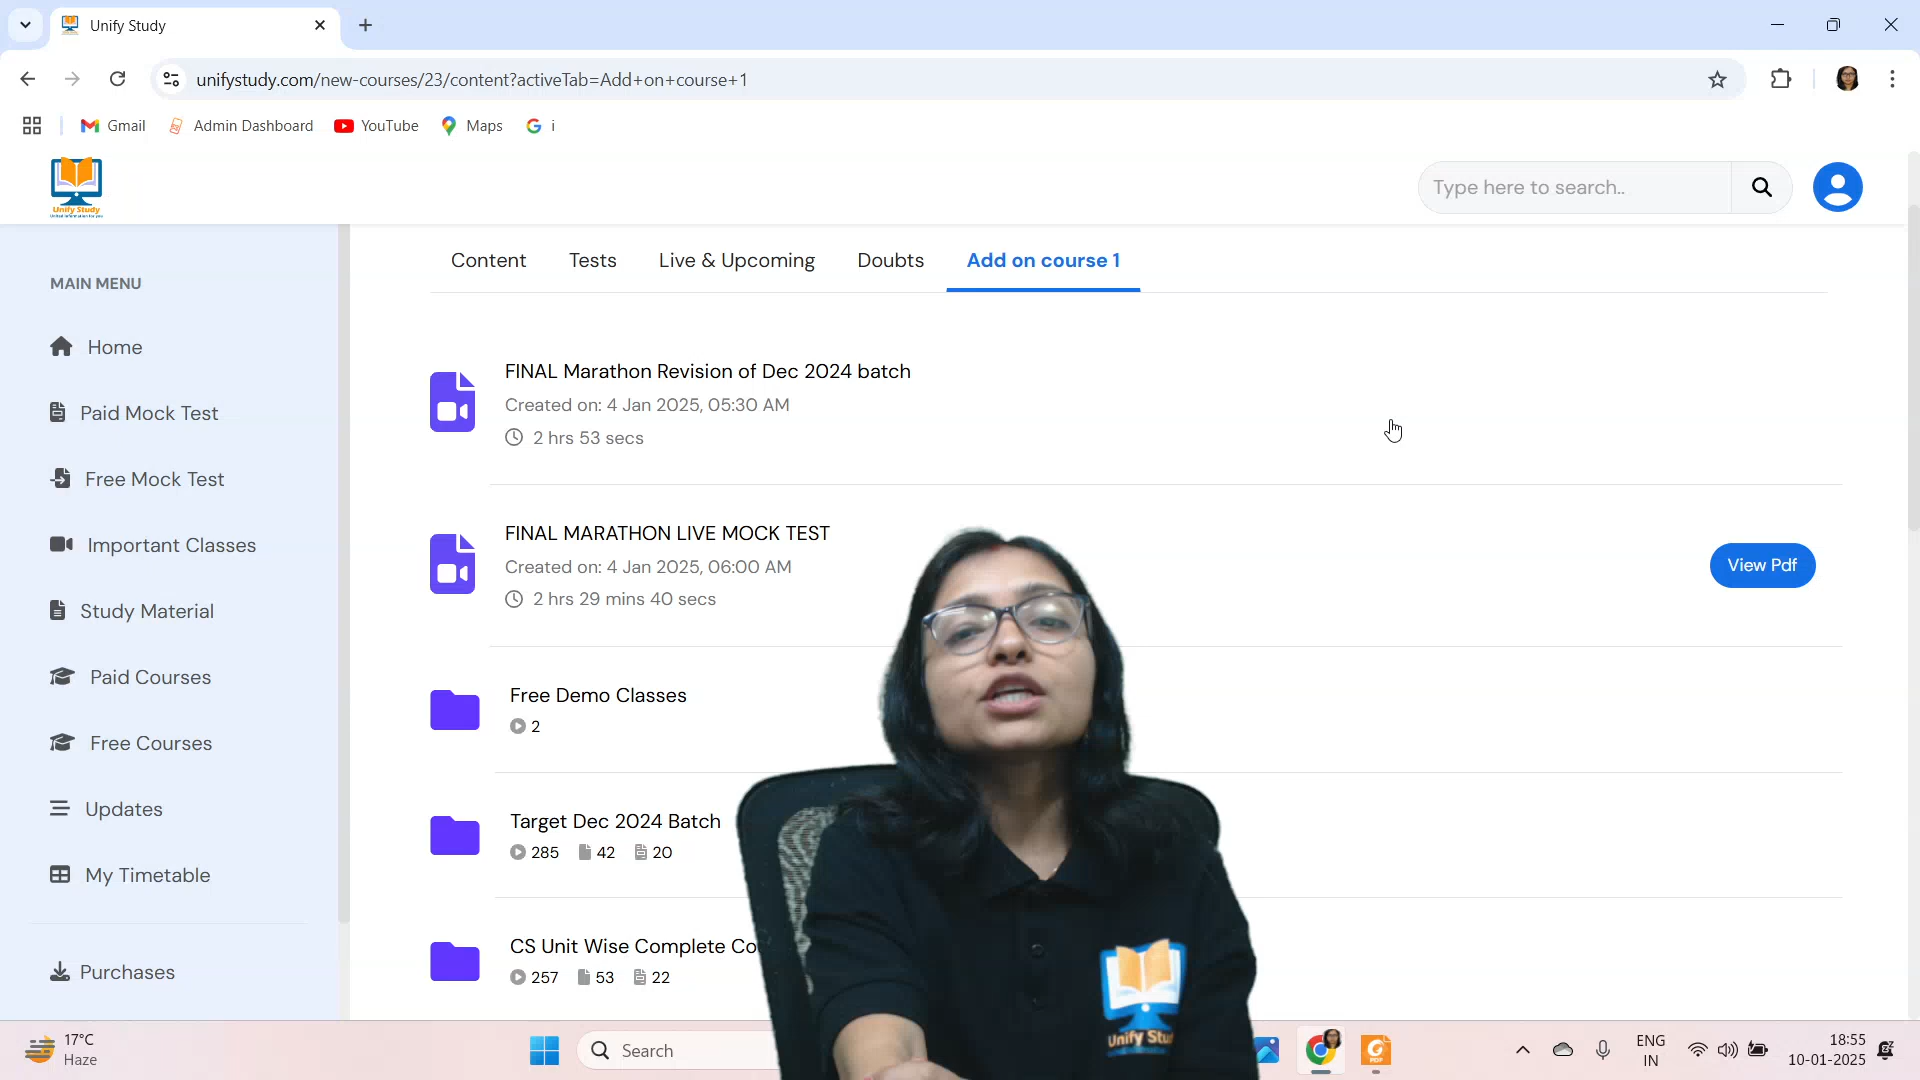 Unify Study
unifystudy.com/new-courses/23/content?activeTab=Add+on+course+1
Gmail
Admin Dashboard
YouTube
Maps
i
Unify Study
Type here to search..
MAIN MENU
Home
Paid Mock Test
Free Mock Test
Important Classes
Study Material
Paid Courses
Free Courses
Updates
My Timetable
Purchases
Content
Tests
Live & Upcoming
Doubts
Add on course 1
FINAL Marathon Revision of Dec 2024 batch
Created on: 4 Jan 2025, 05:30 AM
2 hrs 53 secs
FINAL MARATHON LIVE MOCK TEST
Created on: 4 Jan 2025, 06:00 AM
2 hrs 29 mins 40 secs
View Pdf
Free Demo Classes
2
Target Dec 2024 Batch
285 42 20
CS Unit Wise Complete
257 53 22
Unify
17°C
Haze
Search
PDF
ENG
IN
18:55
10-01-2025